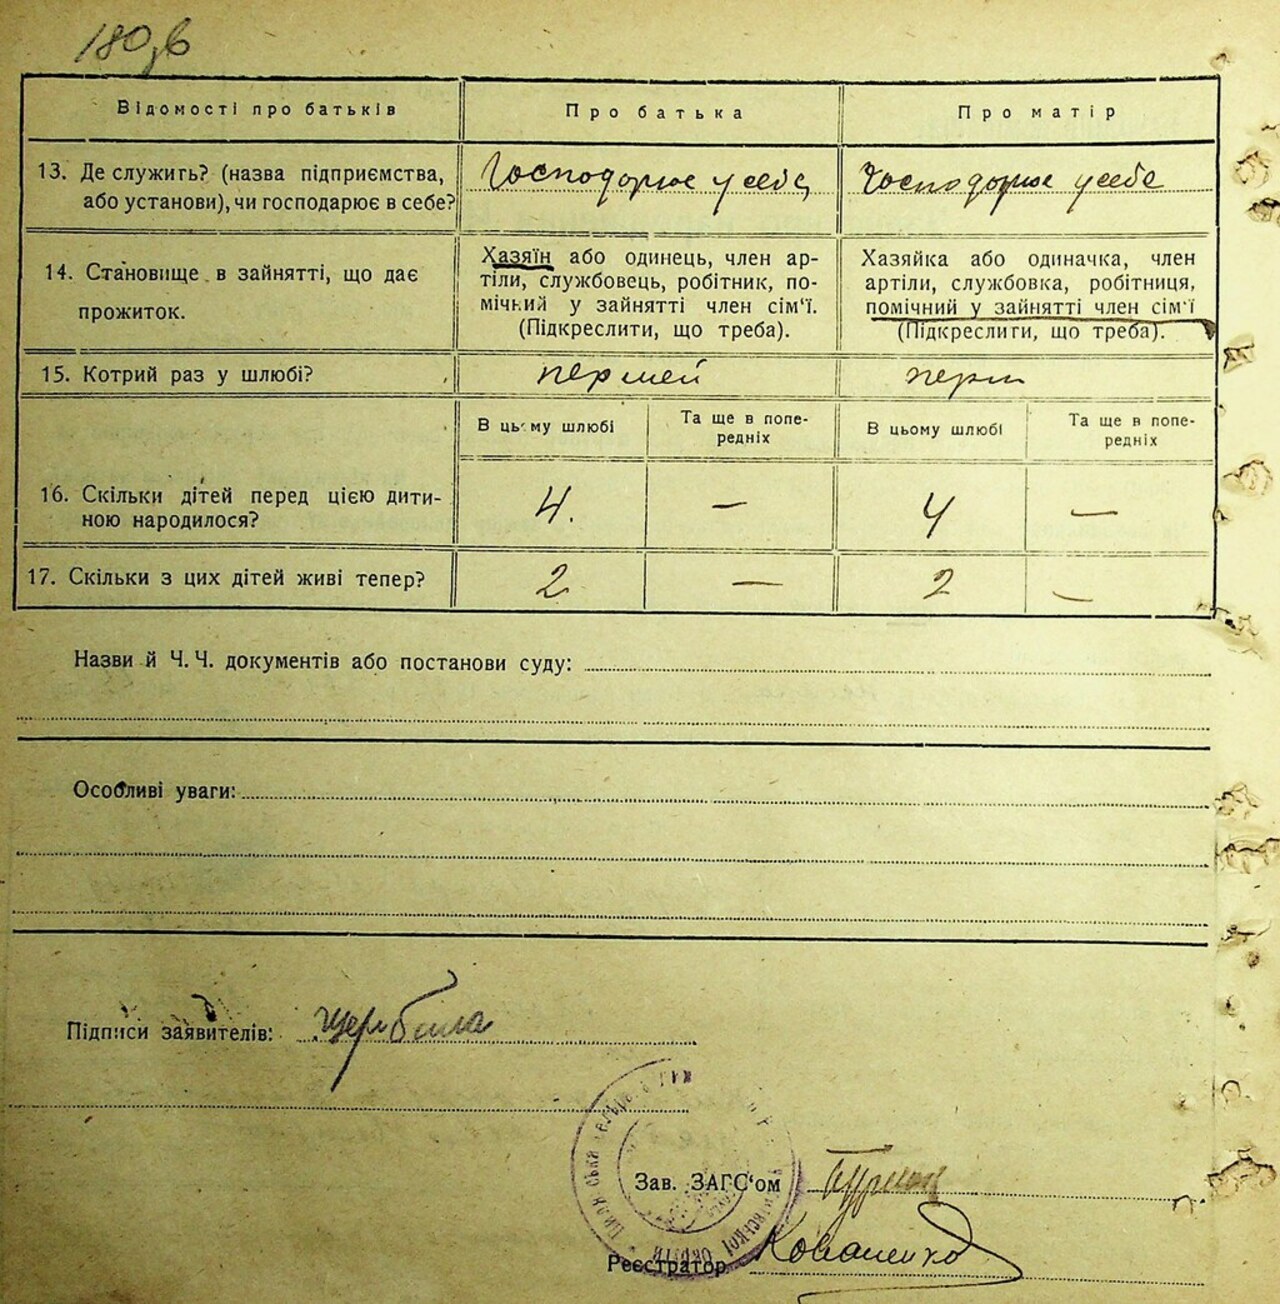 180зв
Відомості про батьків
Про батька
Про матір
13. Де служить? (назва підприємства,
або установи), чи господарює в себе?
Господорює у себе
Господорює у себе
14. Становище в зайнятті, що дає
прожиток.
Хазяїн або одинець, член ар-
тілі, службовець, робітник, по-
мічний у зайнятті член сім'ї.
(Підкреслити, що треба).
Хазяйка або одиначка, член
артілі, службовка, робітниця,
помічний у зайнятті член сім'ї
(Підкреслити, що треба).
15. Котрий раз у шлюбі?
перш
В цьому шлюбі
Та ще в попе-
редніх
В цьому шлюбі
Та ще в попе-
редніх
16. Скільки дітей перед цією дити-
ною народилося?
4. — 4 —
17. Скільки з цих дітей живі тепер?
2 — 2 —
Назви й Ч. Ч. документів або постанови суду:
Особливі уваги:
Підписи заявителів:
Зав. ЗАГС'ом
Реєстратор Коваленко